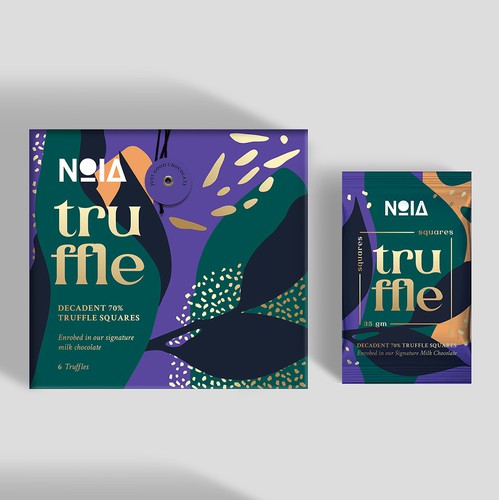 NOIA
tru
ffle
DECADENT 70%
TRUFFLE SQUARES
Enrobed in our signature
milk chocolate
6 Truffles
NOIA
squares
squares
tru
ffle
35 gm
DECADENT 70% TRUFFLE SQUARES
Enrobed in our Signature Milk Chocolate